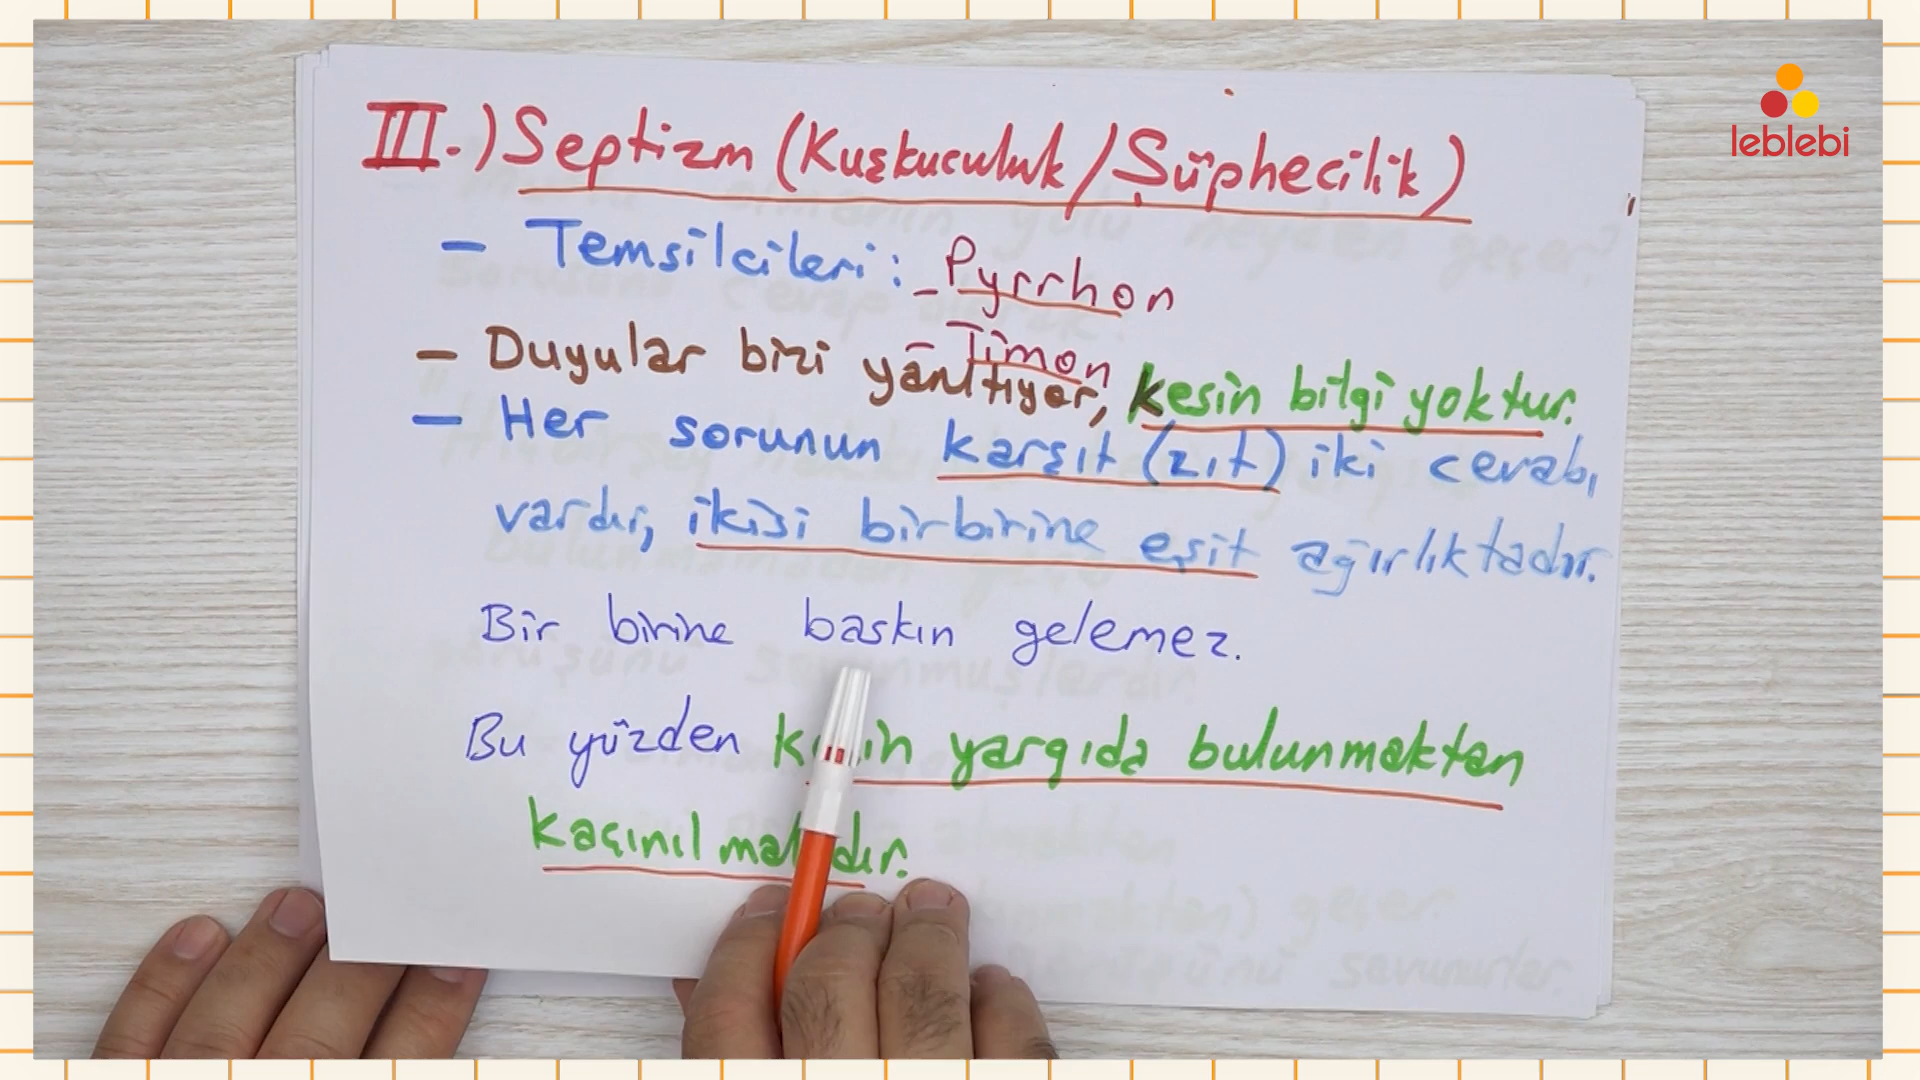 III.) Septizm (Kuşkuculuk / Şüphecilik)
- Temsilcileri: - Pyrrhon
- Timon
- Duyular bizi yanıltıyor, kesin bilgi yoktur.
- Her sorunun karşıt (zıt) iki cevabı
vardır, ikisi birbirine eşit ağırlıktadır.
Bir birine baskın gelemez.
Bu yüzden yargıda bulunmaktan
kaçınılmalıdır.
leblebi